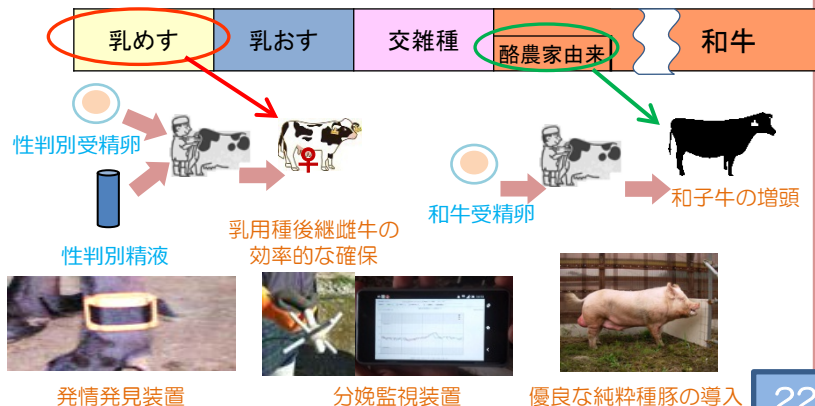 乳めす
乳おす
交雑種
酪農家由来
和牛
性判別受精卵
性判別精液
乳用種後継雌牛の
効率的な確保
和牛受精卵
和子牛の増頭
発情発見装置
分娩監視装置
優良な純粋種豚の導入
22